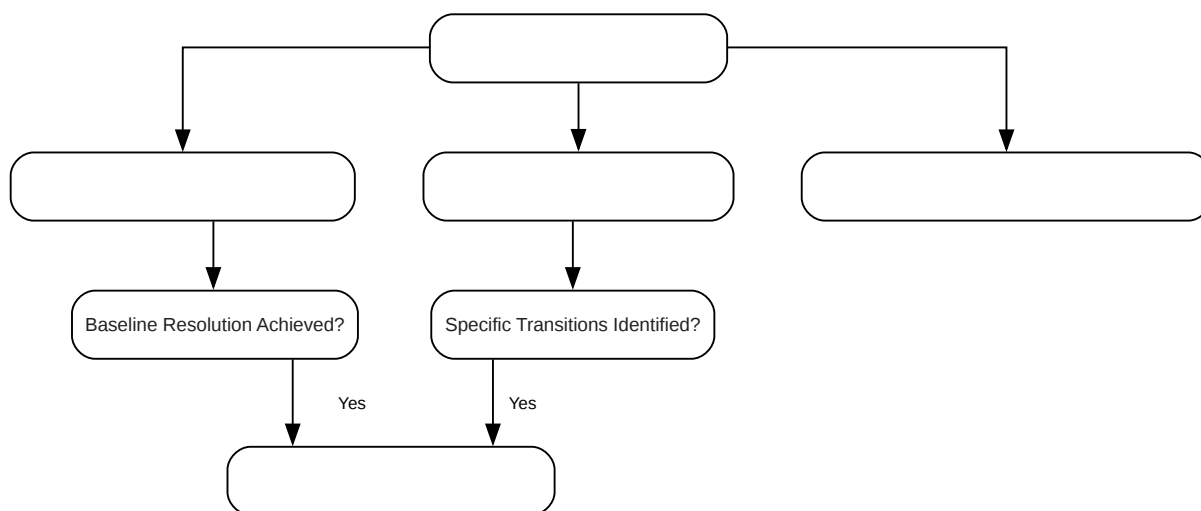 Baseline Resolution Achieved?
Specific Transitions Identified?
Yes
Yes